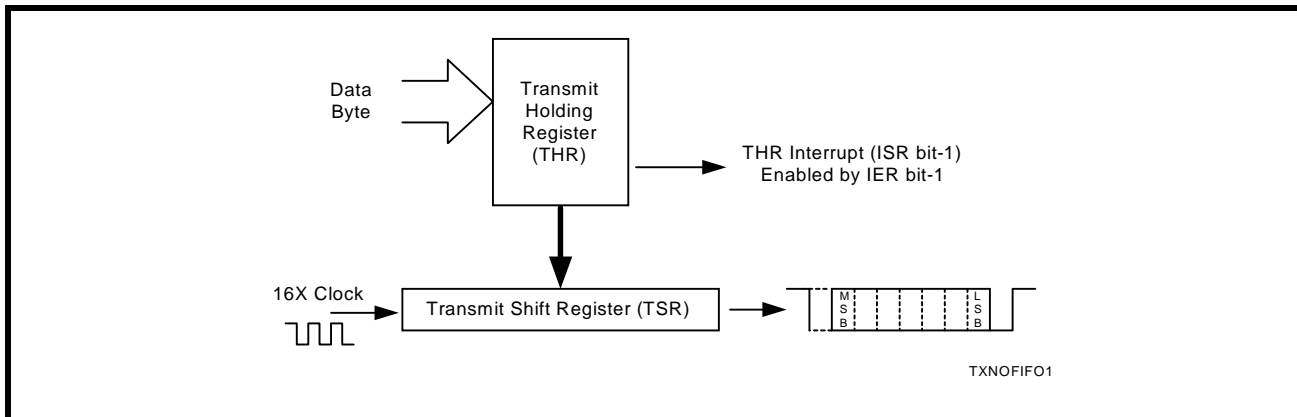 Data
Byte
Transmit
Holding
Register
(THR)
THR Interrupt (ISR bit-1)
Enabled by IER bit-1
16X Clock
Transmit Shift Register (TSR)
M
S
B
L
S
B
TXNOFIFO1